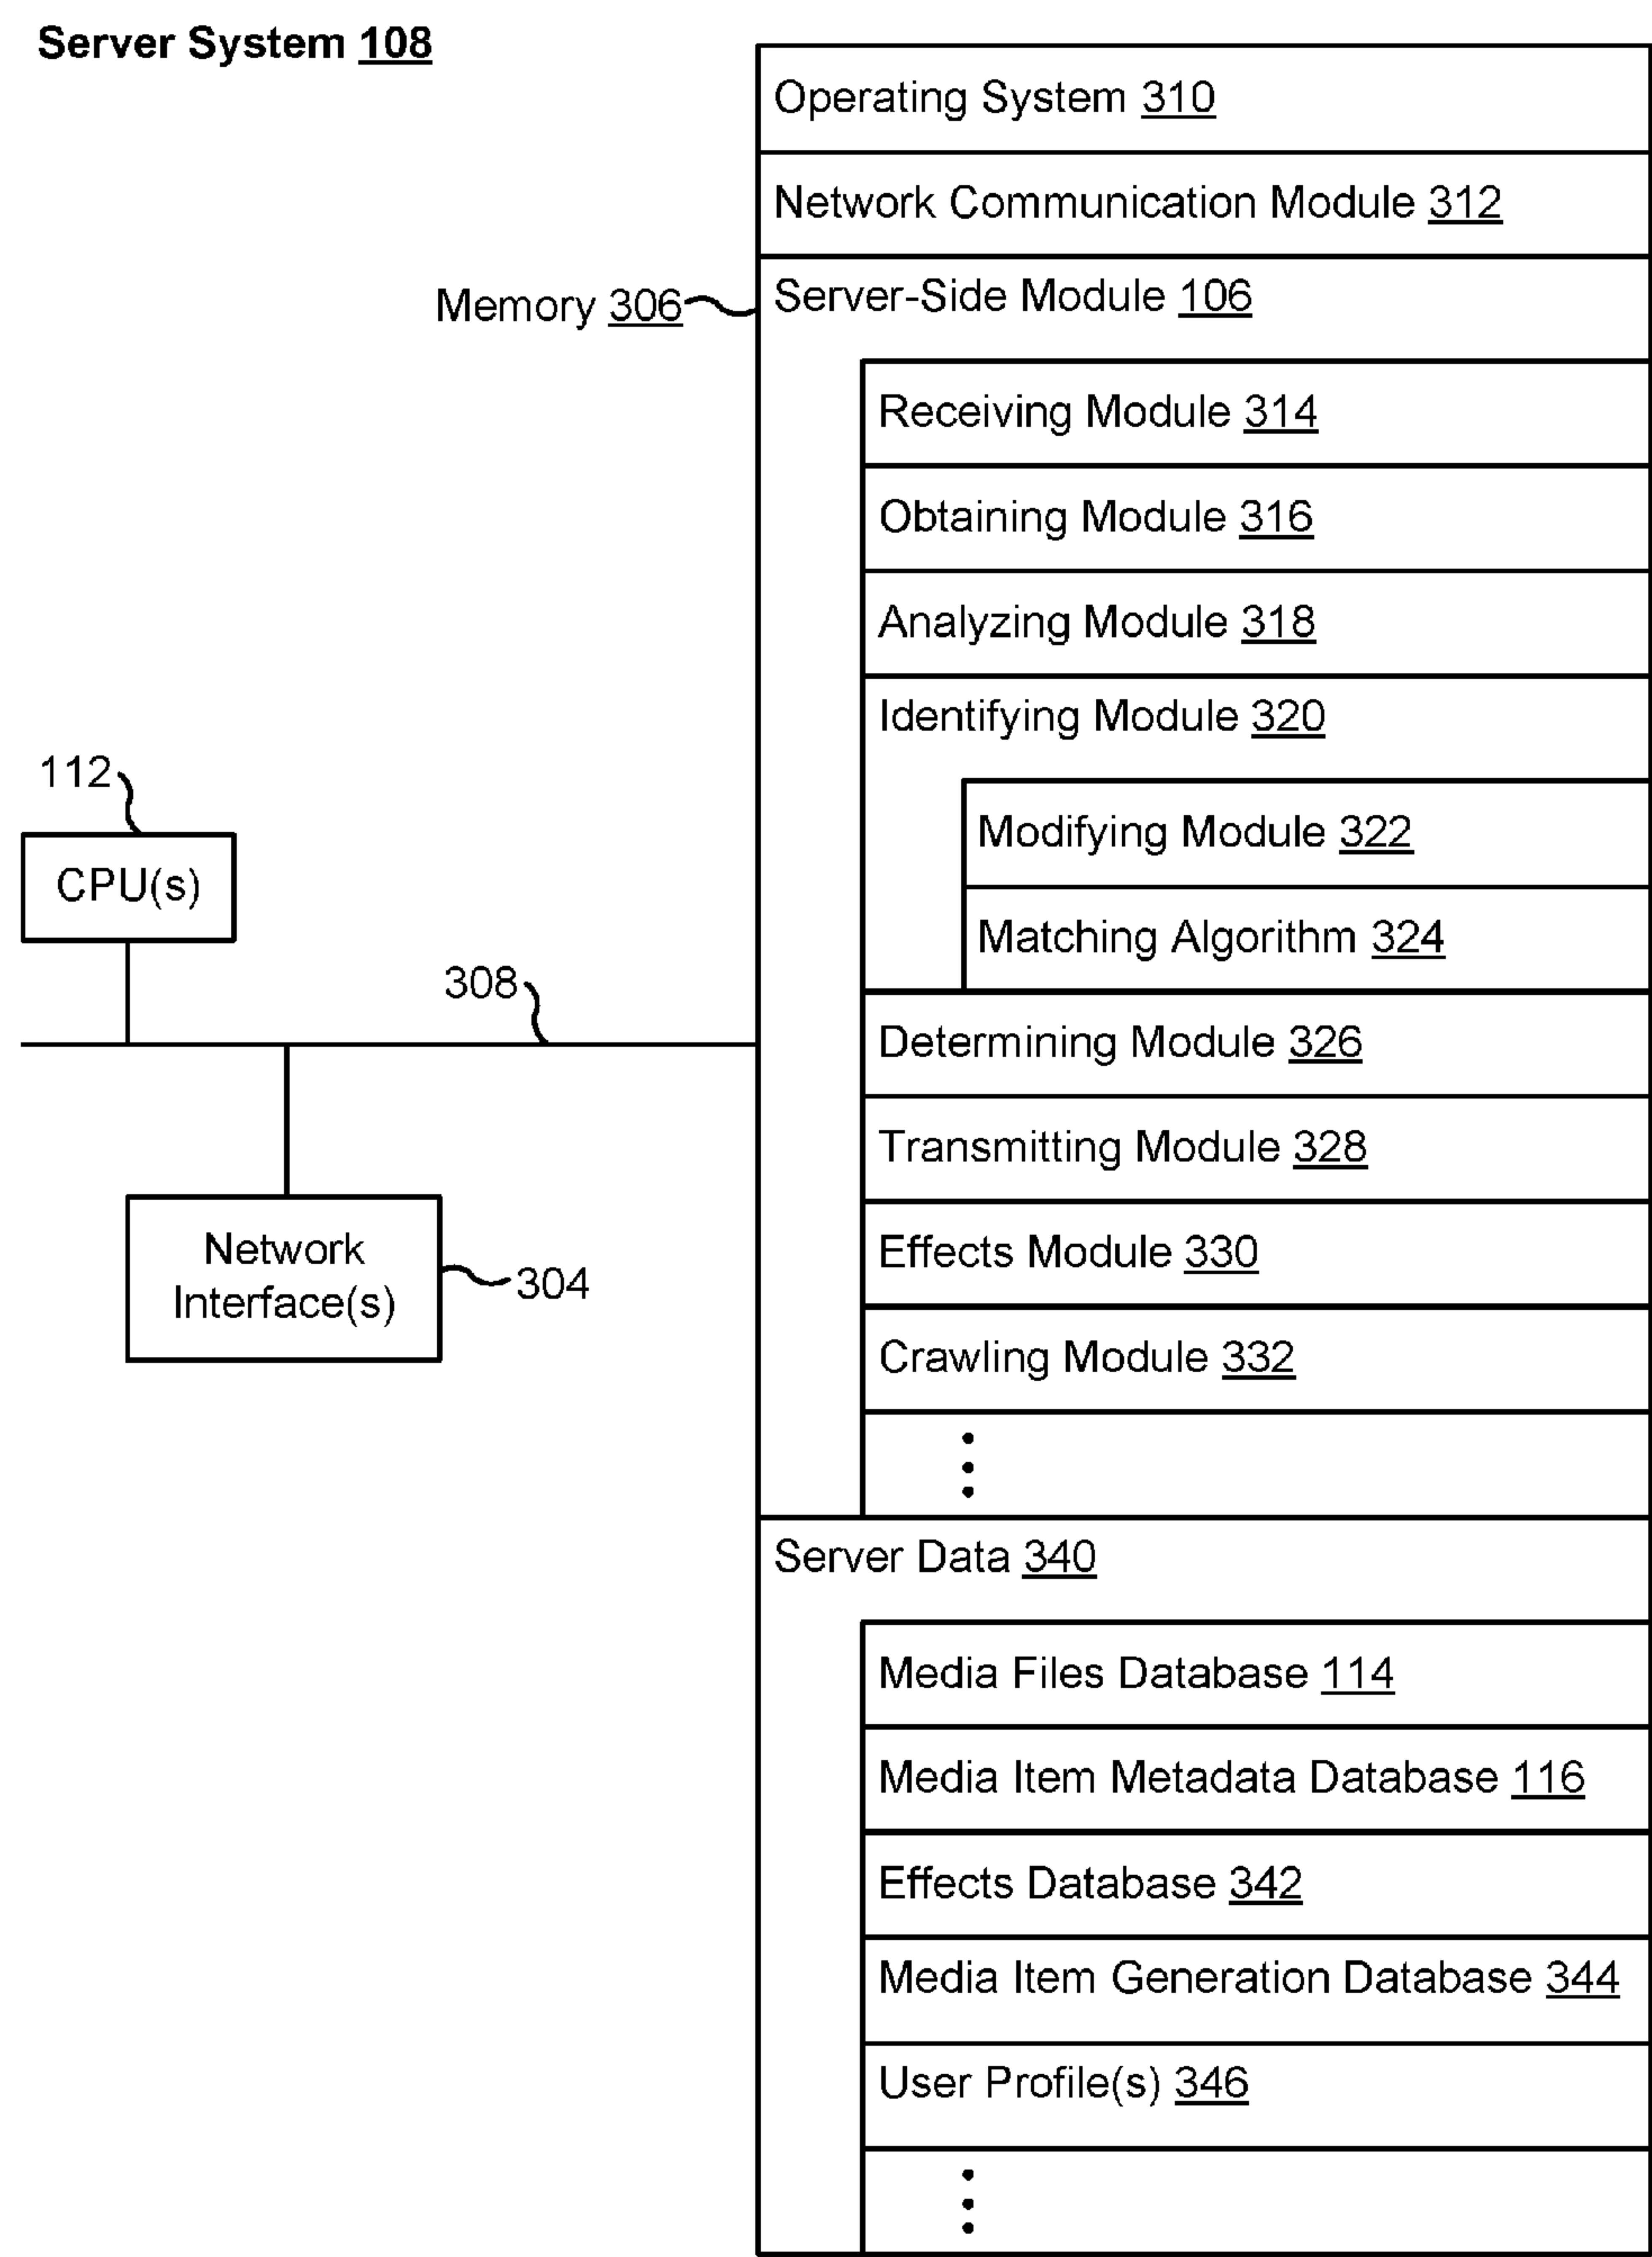 Server System 108
Operating System 310
Network Communication Module 312
Memory 306
Server-Side Module 106
Receiving Module 314
Obtaining Module 316
Analyzing Module 318
Identifying Module 320
Modifying Module 322
Matching Algorithm 324
112
CPU(s)
308
Determining Module 326
Transmitting Module 328
Network
Interface(s)
304
Effects Module 330
Crawling Module 332
Server Data 340
Media Files Database 114
Media Item Metadata Database 116
Effects Database 342
Media Item Generation Database 344
User Profile(s) 346